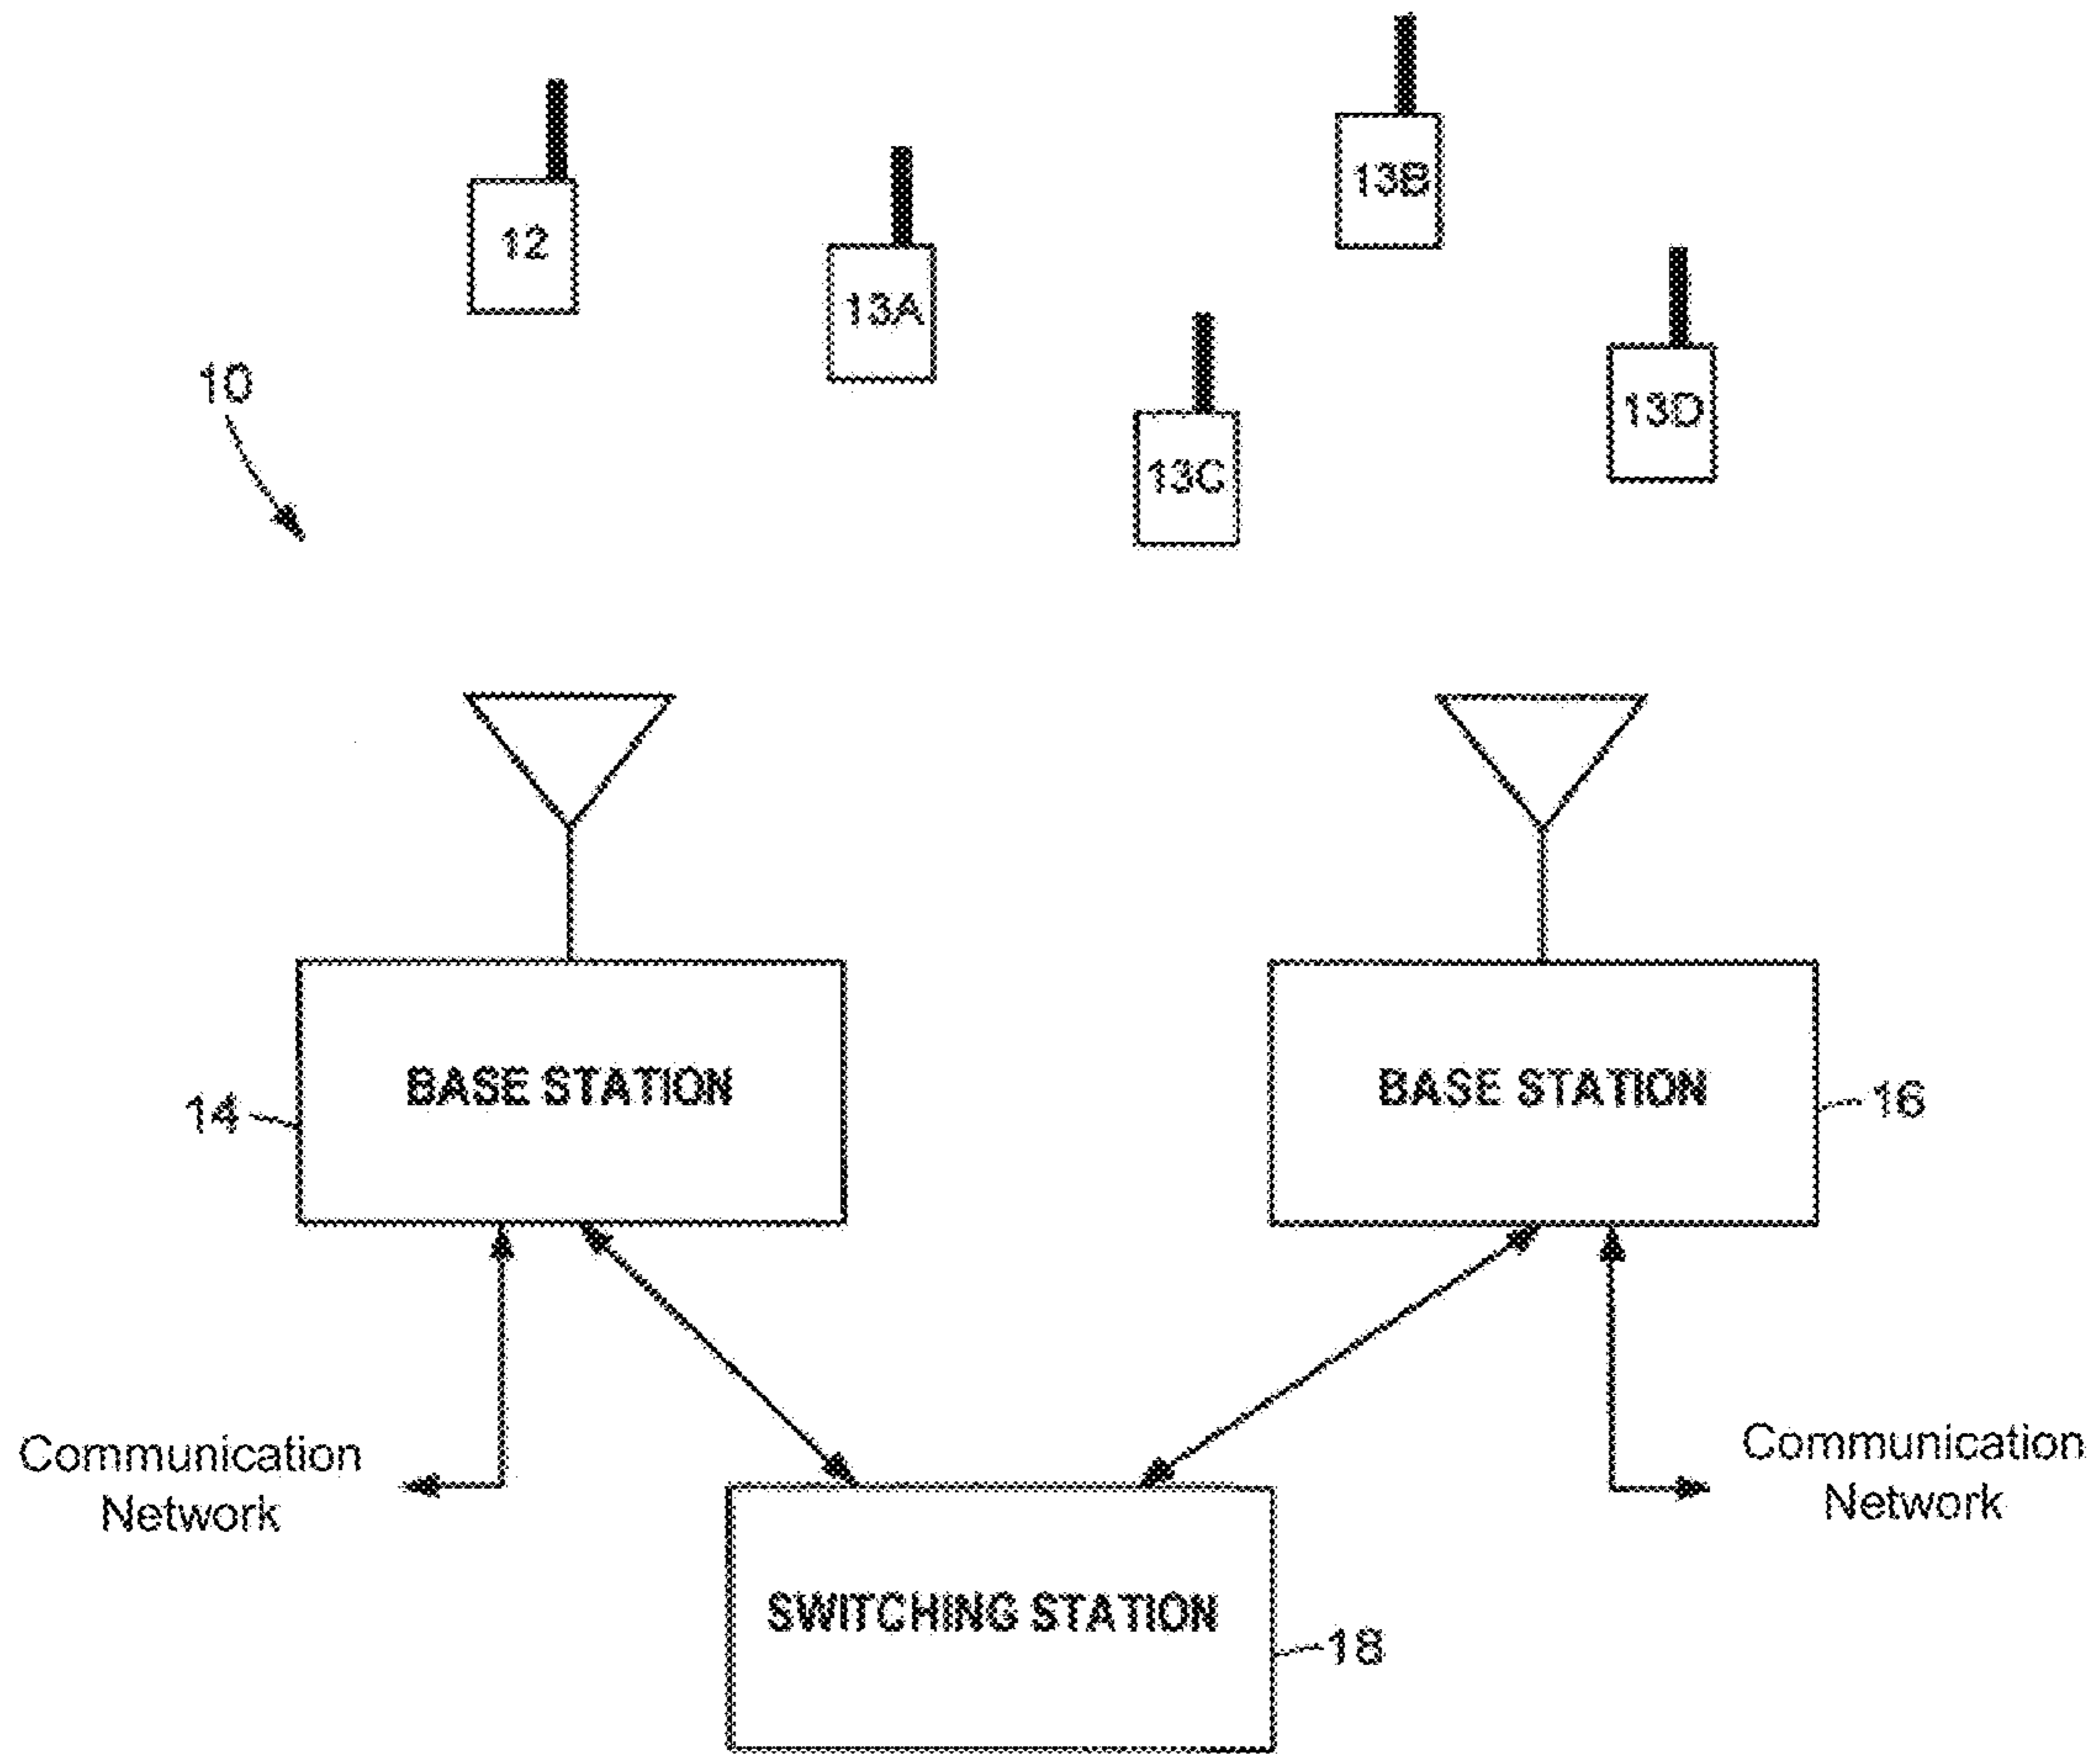 13B
12
13A
10
13D
13C
BASE STATION
BASE STATION
14
16
Communication
Network
Communication
Network
SWITCHING STATION
18